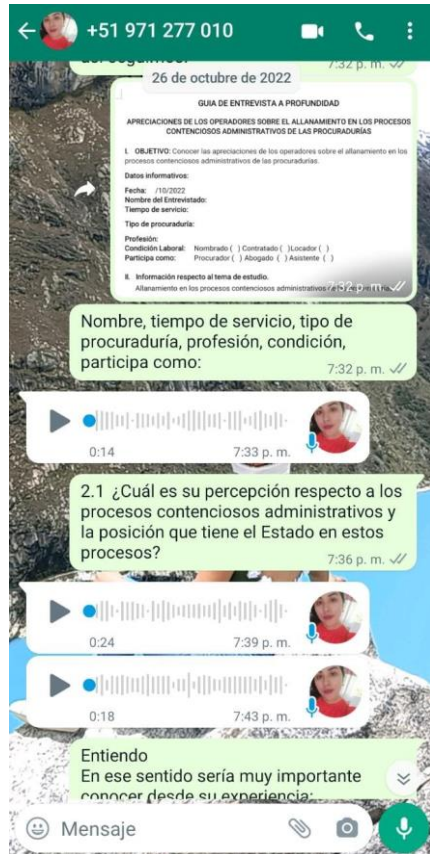 +51 971 277 010
7:32 p. m.
26 de octubre de 2022
GUIA DE ENTREVISTA A PROFUNDIDAD
APRECIACIONES DE LOS OPERADORES SOBRE EL ALLANAMIENTO EN LOS PROCESOS
CONTENCIOSOS ADMINISTRATIVOS DE LAS PROCURADURÍAS
I. OBJETIVO: Conocer las apreciaciones de los operadores sobre el allanamiento en los
procesos contenciosos administrativos de las procuradurías.
Datos informativos:
Fecha: /10/2022
Nombre del Entrevistado:
Tiempo de servicio:
Tipo de procuraduría:
Profesión:
Condición Laboral: Nombrado ( ) Contratado ( )Locador ( )
Participa como: Procurador ( ) Abogado ( ) Asistente ( )
II. Información respecto al tema de estudio.
Allanamiento en los procesos contenciosos administrativos
7:32 p. m.
Nombre, tiempo de servicio, tipo de
procuraduría, profesión, condición,
participa como:
7:32 p. m.
0:14 7:33 p. m.
2.1 ¿Cuál es su percepción respecto a los
procesos contenciosos administrativos y
la posición que tiene el Estado en estos
procesos?
7:36 p. m.
0:24 7:39 p. m.
0:18 7:43 p. m.
Entiendo
En ese sentido sería muy importante
conocer desde su experiencia:
Mensaje